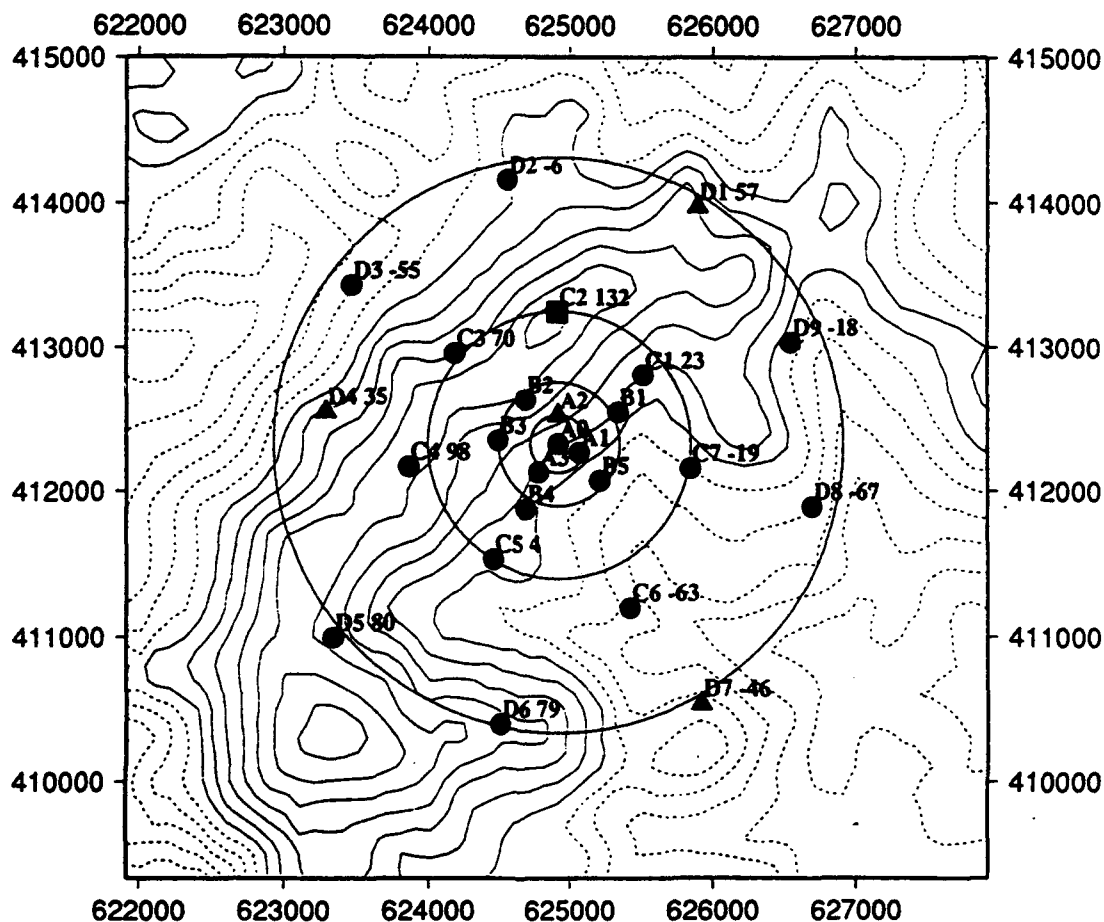 622000 623000 624000 625000 626000 627000
415000 415000
D2 -6
414000 D1 57 414000
D3 -55
C2 132
D9 -18
413000 C3 70 413000
C1 23
D4 35 B2 A2 B1
B3 A0 A1
C4 98 A3 B5 C7 -19
412000 B4 D8 -67 412000
C5 4
C6 -63
411000 D5 80 411000
D7 -46
D6 79
410000 410000
622000 623000 624000 625000 626000 627000